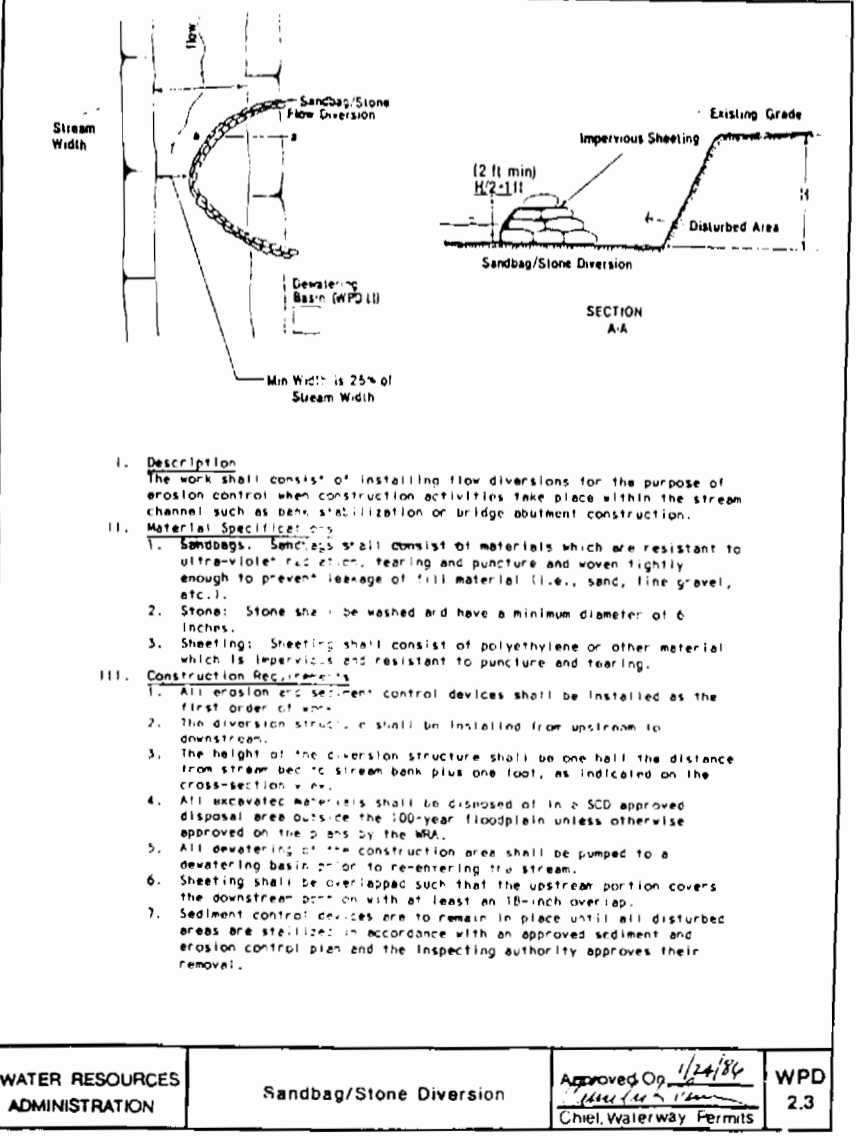 flow
Stream
Width
Sandbag/Stone
Flow Diversion
a
a
Dewatering
Basin (WPD
Min Width is 25% of
Stream Width
Existing Grade
Impervious Sheeting
(2 ft min)
H/2+1ft
H
Disturbed Area
Sandbag/Stone Diversion
SECTION
A-A
I. Description
The work shall consist of installing flow diversions for the purpose of
erosion control when construction activities take place within the stream
channel such as bank stabilization or bridge abutment construction.
II. Material Specifications
1. Sandbags. Sandbags shall consist of materials which are resistant to
ultra-violet radiation, tearing and puncture and woven tightly
enough to prevent leakage of fill material (i.e., sand, fine gravel,
etc.).
2. Stone: Stone shall be washed and have a minimum diameter of 6
inches.
3. Sheeting: Sheeting shall consist of polyethylene or other material
which is impervious and resistant to puncture and tearing.
III. Construction Requirements
1. All erosion and sediment control devices shall be installed as the
first order of work.
2. The diversion structure shall be installed from upstream to
downstream.
3. The height of the diversion structure shall be one half the distance
from stream bed to stream bank plus one foot, as indicated on the
cross-section view.
4. All excavated materials shall be disposed of in a SCD approved
disposal area outside the 100-year floodplain unless otherwise
approved on the plans by the WRA.
5. All dewatering of the construction area shall be pumped to a
dewatering basin prior to re-entering the stream.
6. Sheeting shall be overlapped such that the upstream portion covers
the downstream portion with at least an 18-inch overlap.
7. Sediment control devices are to remain in place until all disturbed
areas are stailized in accordance with an approved sediment and
erosion control plan and the inspecting authority approves their
removal.
WATER RESOURCES
ADMINISTRATION
Sandbag/Stone Diversion
Approved On 1/24/86
Chief, Waterway Permits
WPD
2.3